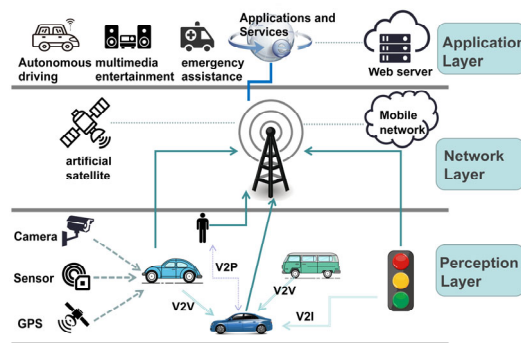 Applications and
Services
Autonomous
driving
multimedia
entertainment
emergency
assistance
Web server
Application
Layer
artificial
satellite
Mobile
network
Network
Layer
Camera
Sensor
GPS
V2P
V2V
V2V
V2I
Perception
Layer